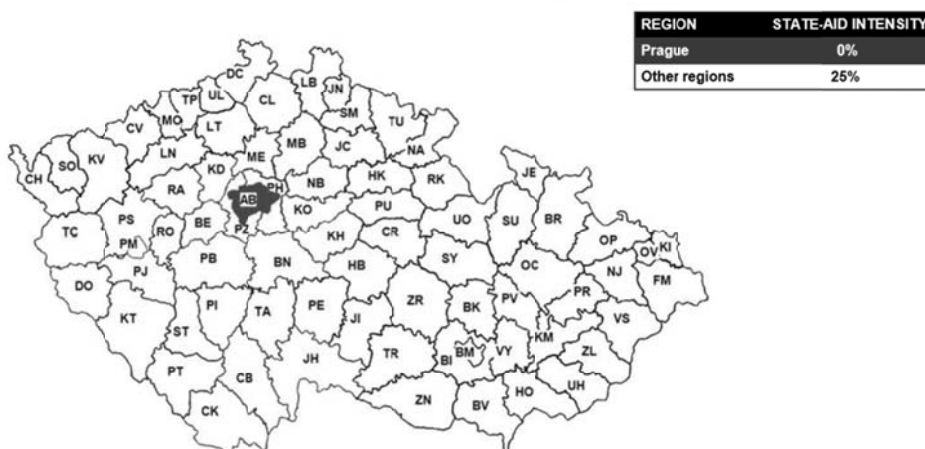 REGION STATE-AID INTENSITY
Prague 0%
Other regions 25%
DC
LB
JN
TP
UL
CL
SM
MO
CV
LT
TU
MB
JC
NA
LN
ME
SO
KV
KD
CH
RA
PH
NB
HK
RK
JE
AB
KO
PU
PS
BE
UO
SU
BR
TC
RO
PZ
CR
OP
PM
KH
KI
OV
PB
BN
HB
SY
OC
PJ
NJ
FM
DO
PI
TA
PE
ZR
BK
PV
PR
KT
ST
JI
VS
KM
TR
BI
BM
VY
ZL
JH
PT
CB
UH
ZN
BV
HO
CK